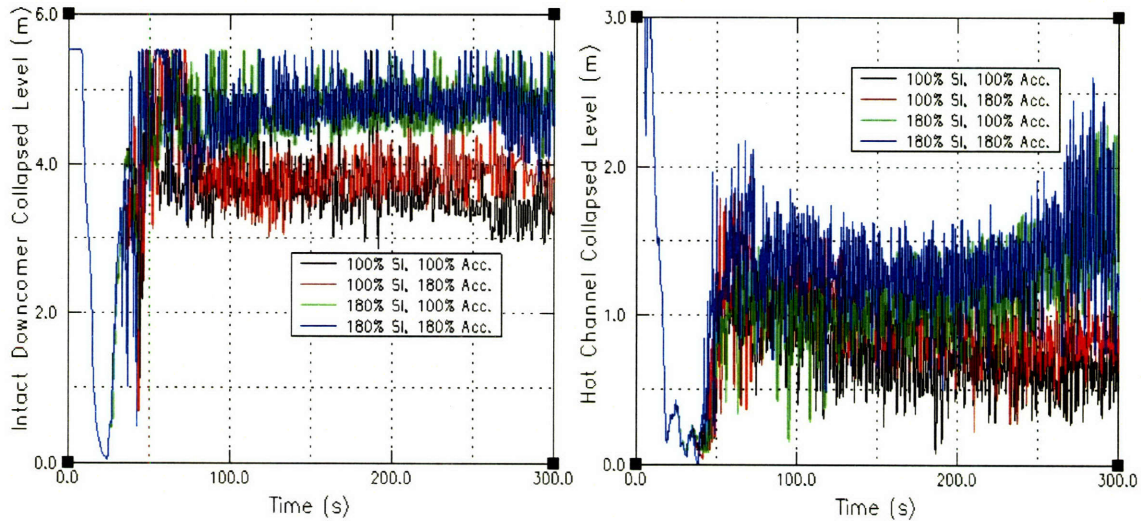 Intact Downcomer Collapsed Level (m)
6.0
4.0
2.0
0.0
0.0
100.0
200.0
300.0
Time (s)
100% SI, 100% Acc.
100% SI, 180% Acc.
180% SI, 100% Acc.
180% SI, 180% Acc.
Hot Channel Collapsed Level (m)
3.0
2.0
1.0
0.0
0.0
100.0
200.0
300.0
Time (s)
100% SI, 100% Acc.
100% SI, 180% Acc.
180% SI, 100% Acc.
180% SI, 180% Acc.